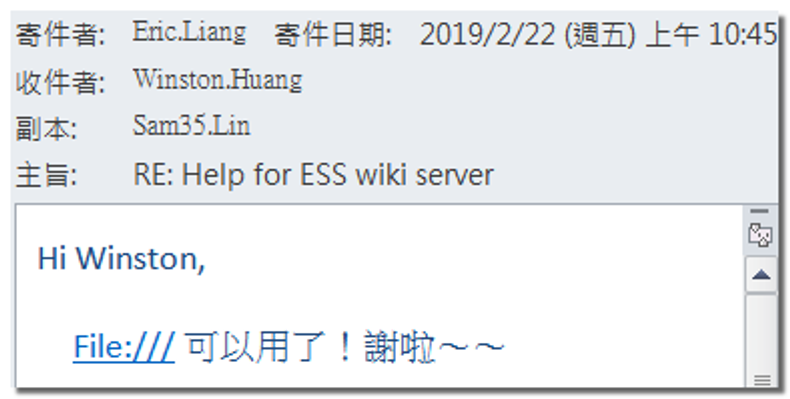 寄件者: Eric.Liang 寄件日期: 2019/2/22 (週五) 上午 10:45
收件者: Winston.Huang
副本: Sam35.Lin
主旨: RE: Help for ESS wiki server
Hi Winston,
File:/// 可以用了！謝啦～～